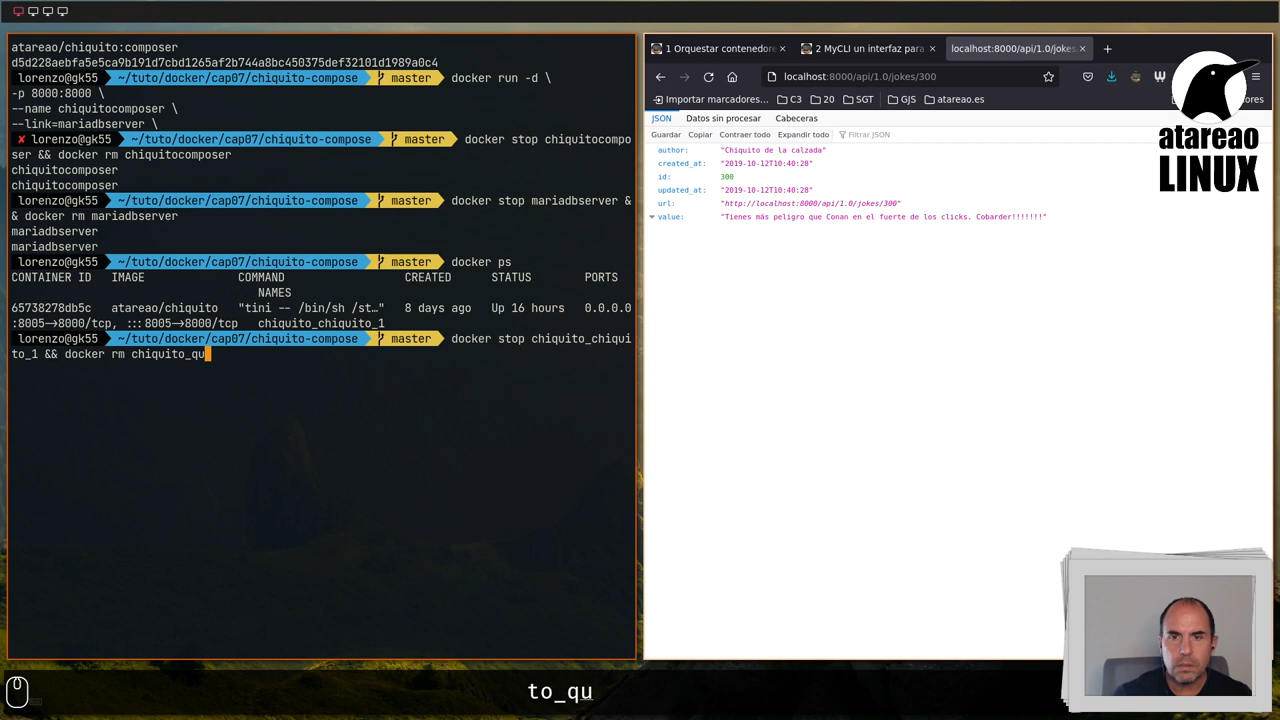 atareao/chiquito:composer
d5d228aebfa5e5ca9b191d7cbd1265af2b744a8bc450375def32101d1989a0c4
lorenzo@gk55 ~/tuto/docker/cap07/chiquito-compose master docker run -d \
-p 8000:8000 \
--name chiquitocomposer \
--link=mariadbserver \
✘ lorenzo@gk55 ~/tuto/docker/cap07/chiquito-compose master docker stop chiquitocompo
ser && docker rm chiquitocomposer
chiquitocomposer
chiquitocomposer
lorenzo@gk55 ~/tuto/docker/cap07/chiquito-compose master docker stop mariadbserver &
& docker rm mariadbserver
mariadbserver
mariadbserver
lorenzo@gk55 ~/tuto/docker/cap07/chiquito-compose master docker ps
CONTAINER ID IMAGE COMMAND CREATED STATUS PORTS
NAMES
65738278db5c atareao/chiquito "tini -- /bin/sh /st…" 8 days ago Up 16 hours 0.0.0.0
:8005->8000/tcp, :::8005->8000/tcp chiquito_chiquito_1
lorenzo@gk55 ~/tuto/docker/cap07/chiquito-compose master docker stop chiquito_chiqui
to_1 && docker rm chiquito_qu
1 Orquestar contenedore
2 MyCLI un interfaz para
localhost:8000/api/1.0/jokes
localhost:8000/api/1.0/jokes/300
Importar marcadores... C3 20 SGT GJS atareao.es
JSON Datos sin procesar Cabeceras
Guardar Copiar Contraer todo Expandir todo Filtrar JSON
author: "Chiquito de la calzada"
created_at: "2019-10-12T10:40:28"
id: 300
updated_at: "2019-10-12T10:40:28"
url: "http://localhost:8000/api/1.0/jokes/300"
value: "Tienes más peligro que Conan en el fuerte de los clicks. Cobarder!!!!!!!"
atareao
LINUX
to_qu